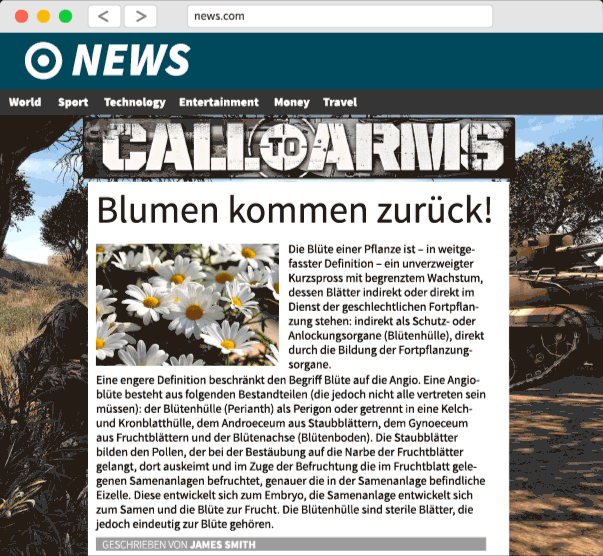 news.com
NEWS
World Sport Technology Entertainment Money Travel
CALL TO ARMS
Blumen kommen zurück!
Die Blüte einer Pflanze ist – in weitge-
fasster Definition – ein unverzweigter
Kurzspross mit begrenztem Wachstum,
dessen Blätter indirekt oder direkt im
Dienst der geschlechtlichen Fortpflan-
zung stehen: indirekt als Schutz- oder
Anlockungsorgane (Blütenhülle), direkt
durch die Bildung der Fortpflanzung-
sorgane.
Eine engere Definition beschränkt den Begriff Blüte auf die Angio. Eine Angio-
blüte besteht aus folgenden Bestandteilen (die jedoch nicht alle vertreten sein
müssen): der Blütenhülle (Perianth) als Perigon oder getrennt in eine Kelch-
und Kronblatthülle, dem Androeceum aus Staubblättern, dem Gynoeceum
aus Fruchtblättern und der Blütenachse (Blütenboden). Die Staubblätter
bilden den Pollen, der bei der Bestäubung auf die Narbe der Fruchtblätter
gelangt, dort auskeimt und im Zuge der Befruchtung die im Fruchtblatt gele-
genen Samenanlagen befruchtet, genauer die in der Samenanlage befindliche
Eizelle. Diese entwickelt sich zum Embryo, die Samenanlage entwickelt sich
zum Samen und die Blüte zur Frucht. Die Blütenhülle sind sterile Blätter, die
jedoch eindeutig zur Blüte gehören.
GESCHRIEBEN VON JAMES SMITH